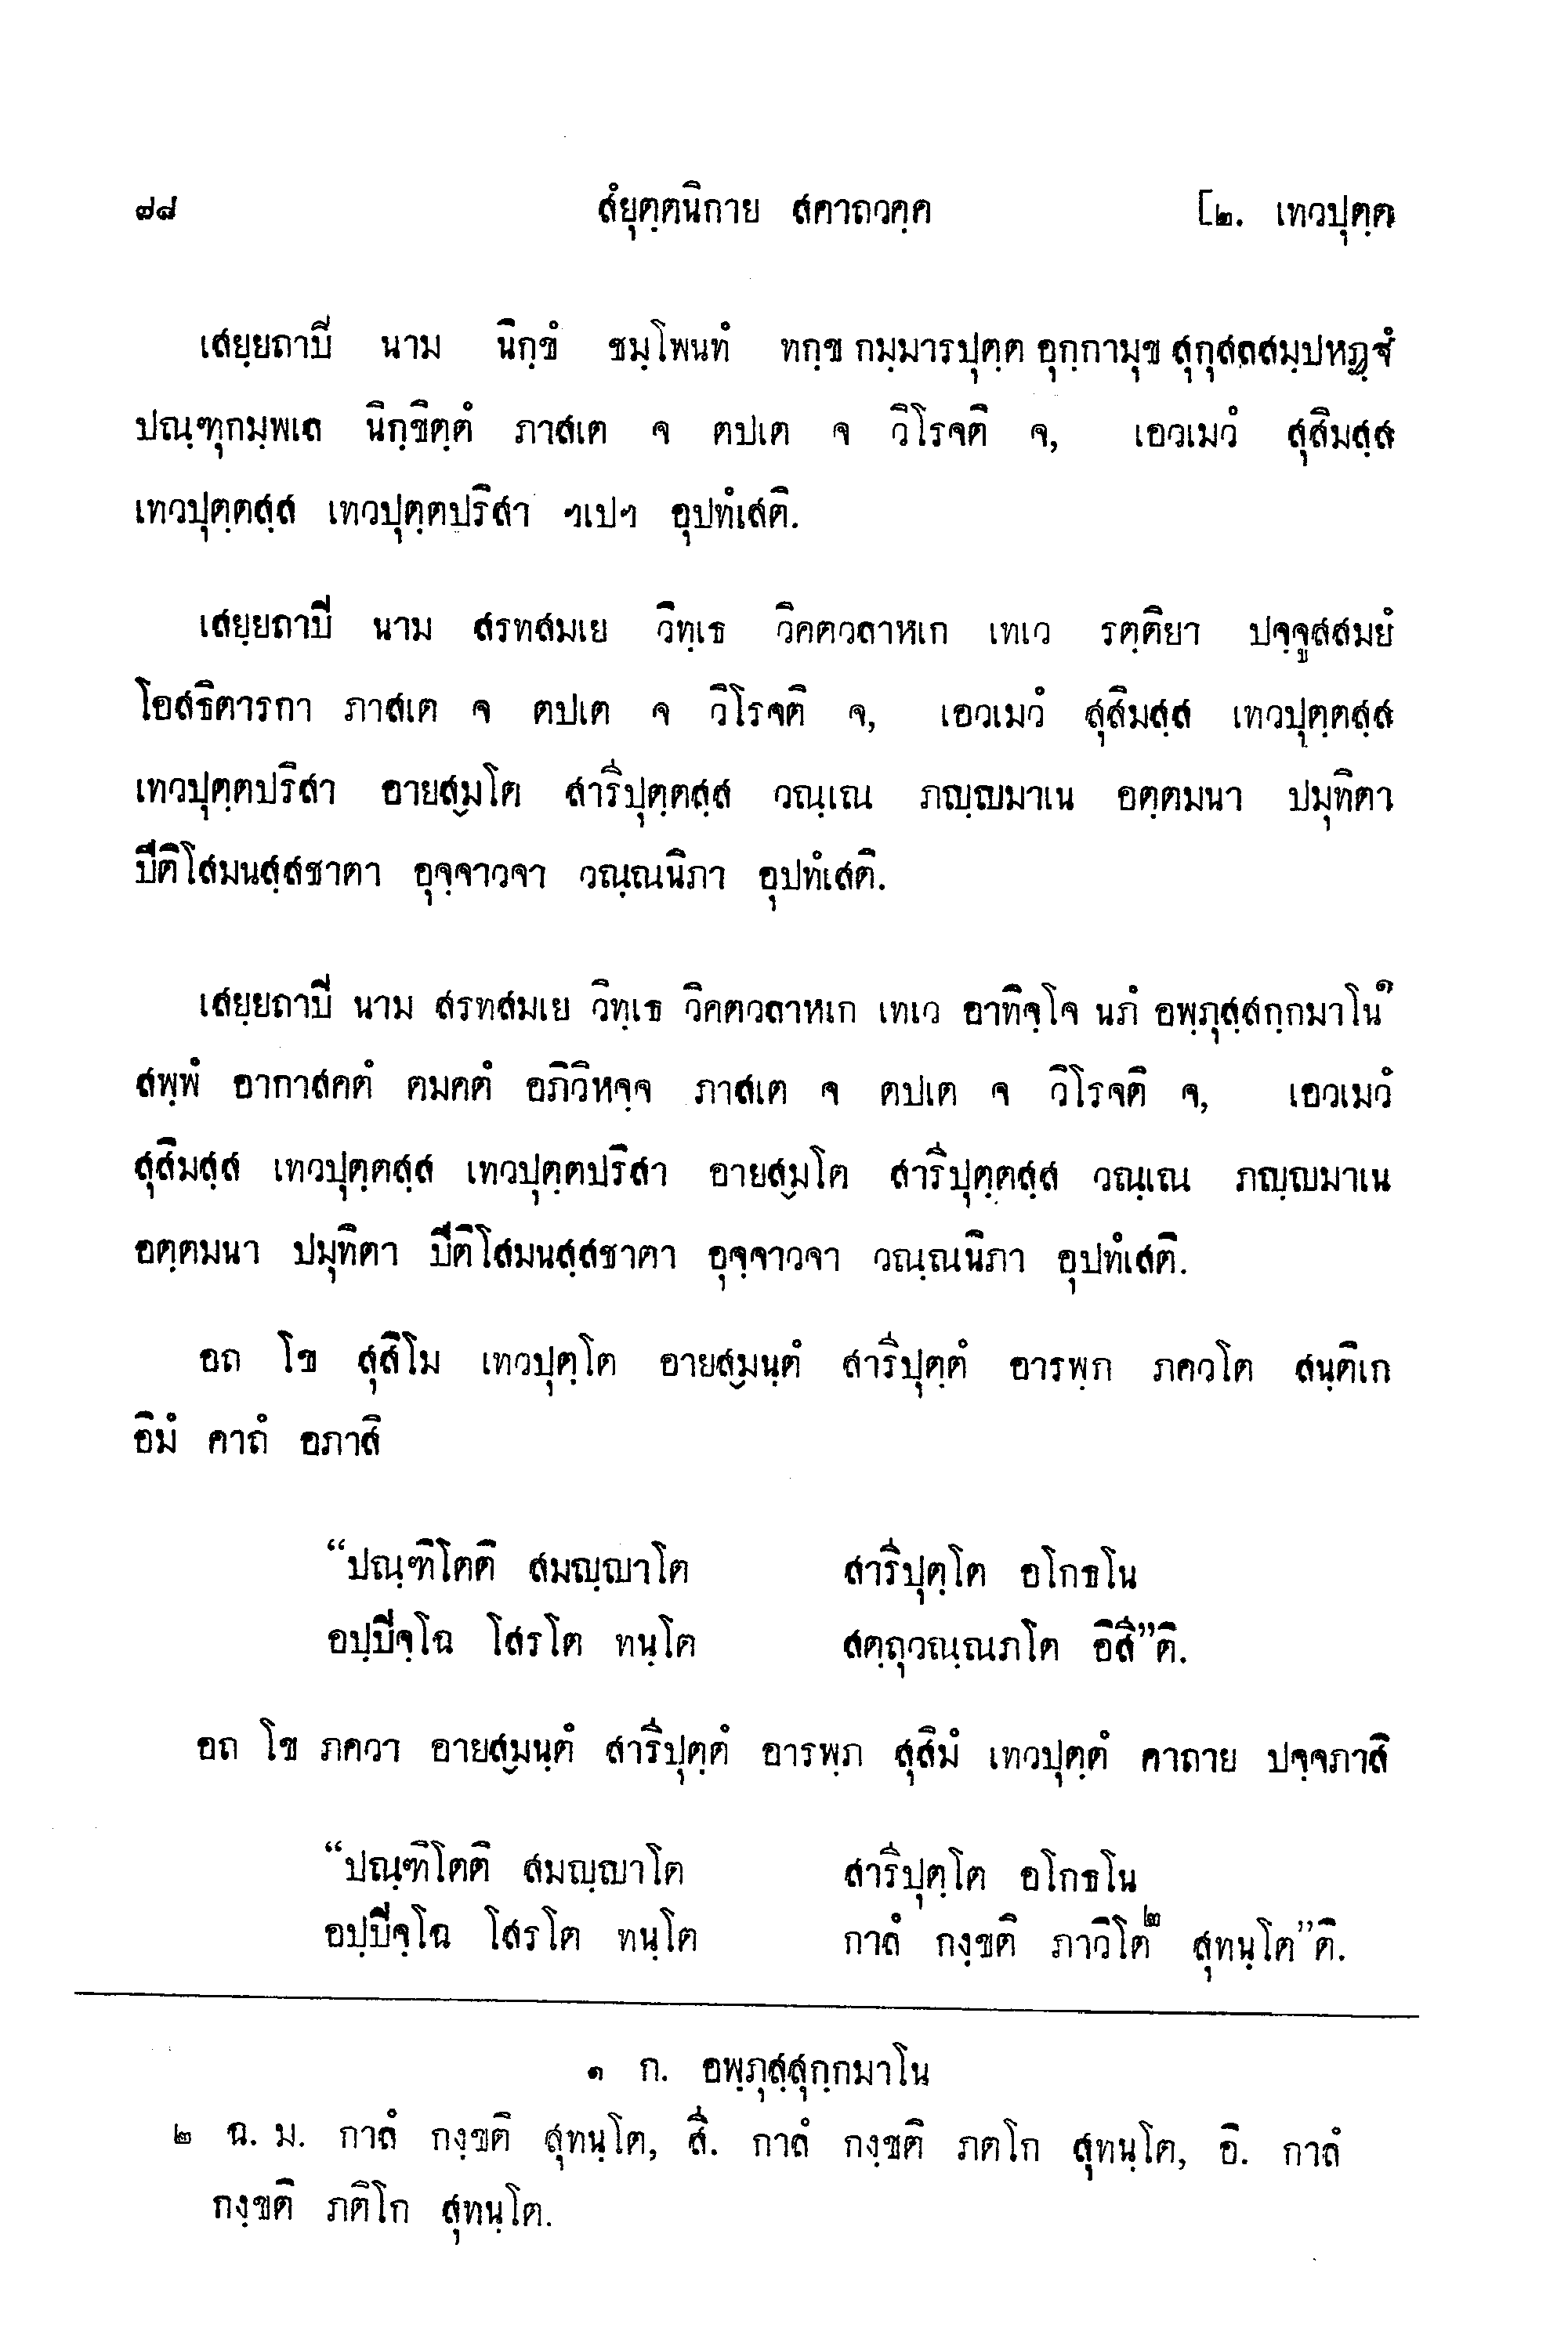 ๗๘ สํยุตฺตนิกาย สคาถวคฺค [๒. เทวปุตฺต
เสยฺยถาปิ นาม นิกฺขํ ชมฺโพนทํ ทกฺข กมฺมารปุตฺต อุกฺกามุข สุกุสลสมฺปหฏฺฐํ
ปณฺฑุกมฺพเล นิกฺขิตฺตํ ภาสเต จ ตปเต จ วิโรจติ จ, เอวเมวํ สุสิมสฺส
เทวปุตฺตสฺส เทวปุตฺตปริสา ฯเปฯ อุปทํเสติ.
เสยฺยถาปิ นาม สรทสมเย วิทฺเธ วิคตวลาหเก เทเว รตฺติยา ปจฺจูสสมยํ
โอสธิตารกา ภาสเต จ ตปเต จ วิโรจติ จ, เอวเมวํ สุสิมสฺส เทวปุตฺตสฺส
เทวปุตฺตปริสา อายสฺมโต สาริปุตฺตสฺส วณฺเณ ภญฺญมาเน อตฺตมนา ปมุทิตา
ปีติโสมนสฺสชาตา อุจฺจาวจา วณฺณนิภา อุปทํเสติ.
เสยฺยถาปิ นาม สรทสมเย วิทฺเธ วิคตวลาหเก เทเว อาทิจฺโจ นภํ อพฺภุสฺสกฺกมาโน๑
สพฺพํ อากาสคตํ ตมคตํ อภิวิหจฺจ ภาสเต จ ตปเต จ วิโรจติ จ, เอวเมวํ
สุสิมสฺส เทวปุตฺตสฺส เทวปุตฺตปริสา อายสฺมโต สาริปุตฺตสฺส วณฺเณ ภญฺญมาเน
อตฺตมนา ปมุทิตา ปีติโสมนสฺสชาตา อุจฺจาวจา วณฺณนิภา อุปทํเสติ.
อถ โข สุสิโม เทวปุตฺโต อายสฺมนฺตํ สาริปุตฺตํ อารพฺภ ภควโต สนฺติเก
อิมํ คาถํ อภาสิ
“ปณฺฑิโตติ สมญฺญาโต สาริปุตฺโต อโกธโน
อปฺปิจฺโฉ โสรโต ทนฺโต สตฺถุวณฺณภโต อิสี”ติ.
อถ โข ภควา อายสฺมนฺตํ สาริปุตฺตํ อารพฺภ สุสิมํ เทวปุตฺตํ คาถาย ปจฺจภาสิ
“ปณฺฑิโตติ สมญฺญาโต สาริปุตฺโต อโกธโน
อปฺปิจฺโฉ โสรโต ทนฺโต กาลํ กงฺขติ ภาวิโต๒ สุทนฺโต”ติ.
๑ ก. อพฺภุสฺสุกฺกมาโน
๒ ฉ. ม. กาลํ กงฺขติ สุทนฺโต, สี. กาลํ กงฺขติ ภตโก สุทนฺโต, อิ. กาลํ
กงฺขติ ภติโก สุทนฺโต.